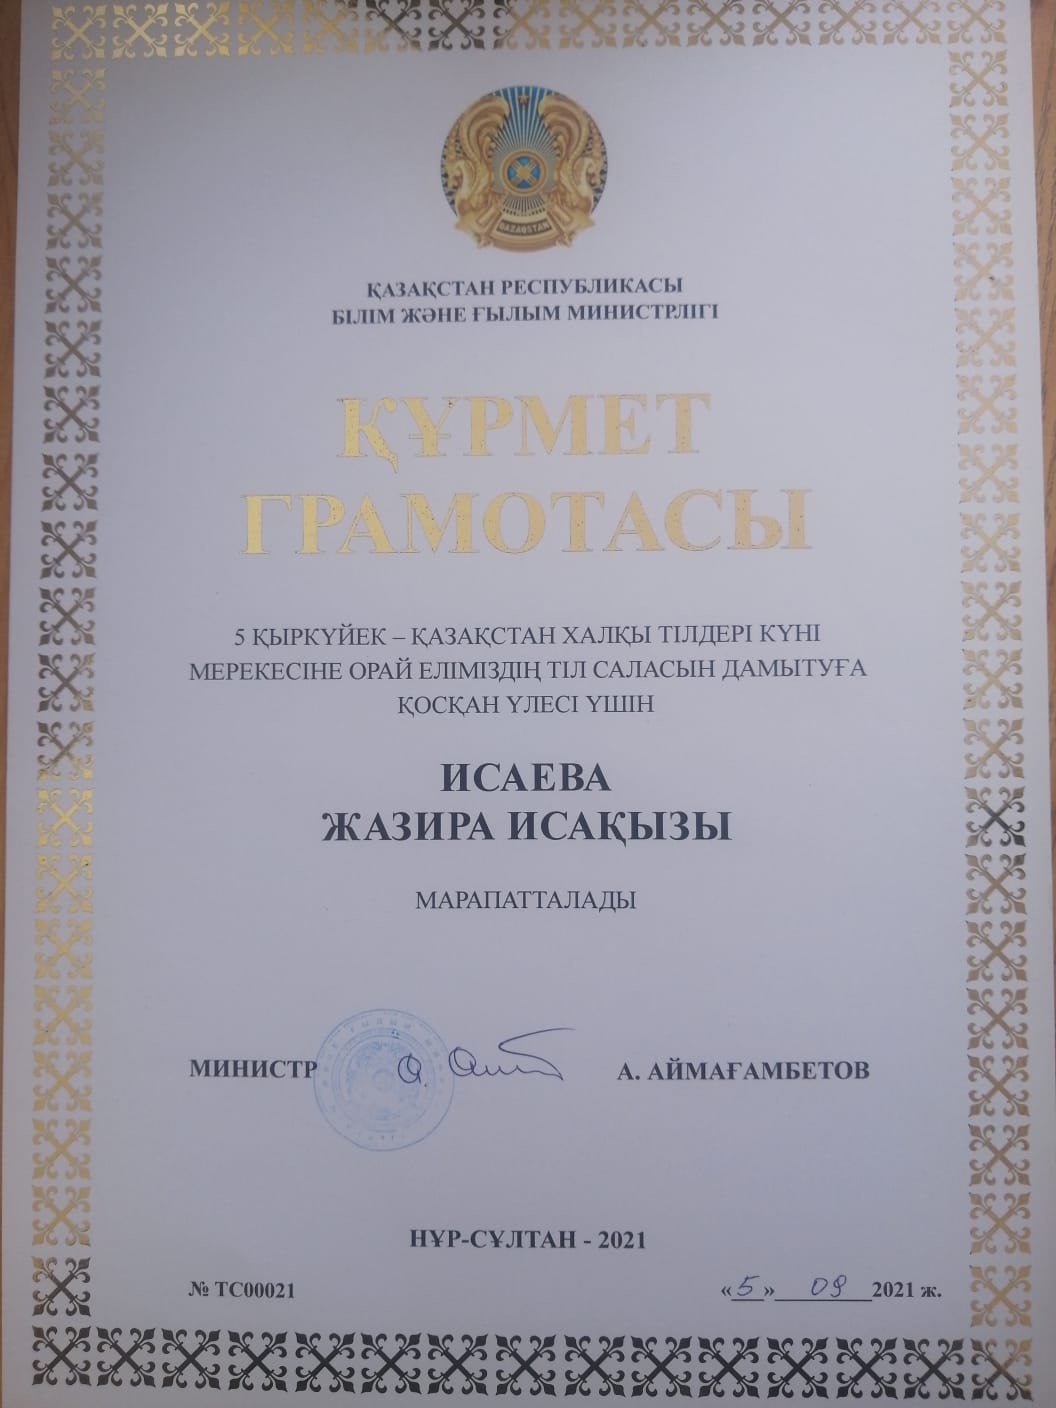 QAZAQSTAN
ҚАЗАҚСТАН РЕСПУБЛИКАСЫ
БІЛІМ ЖӘНЕ ҒЫЛЫМ МИНИСТРЛІГІ
ҚҰРМЕТ
ГРАМОТАСЫ
5 ҚЫРКҮЙЕК – ҚАЗАҚСТАН ХАЛҚЫ ТІЛДЕРІ КҮНІ
МЕРЕКЕСІНЕ ОРАЙ ЕЛІМІЗДІҢ ТІЛ САЛАСЫН ДАМЫТУҒА
ҚОСҚАН ҮЛЕСІ ҮШІН
ИСАЕВА
ЖАЗИРА ИСАҚЫЗЫ
МАРАПАТТАЛАДЫ
МИНИСТР А. АЙМАҒАМБЕТОВ
НҰР-СҰЛТАН - 2021
№ ТС00021 «5» 09 2021 ж.